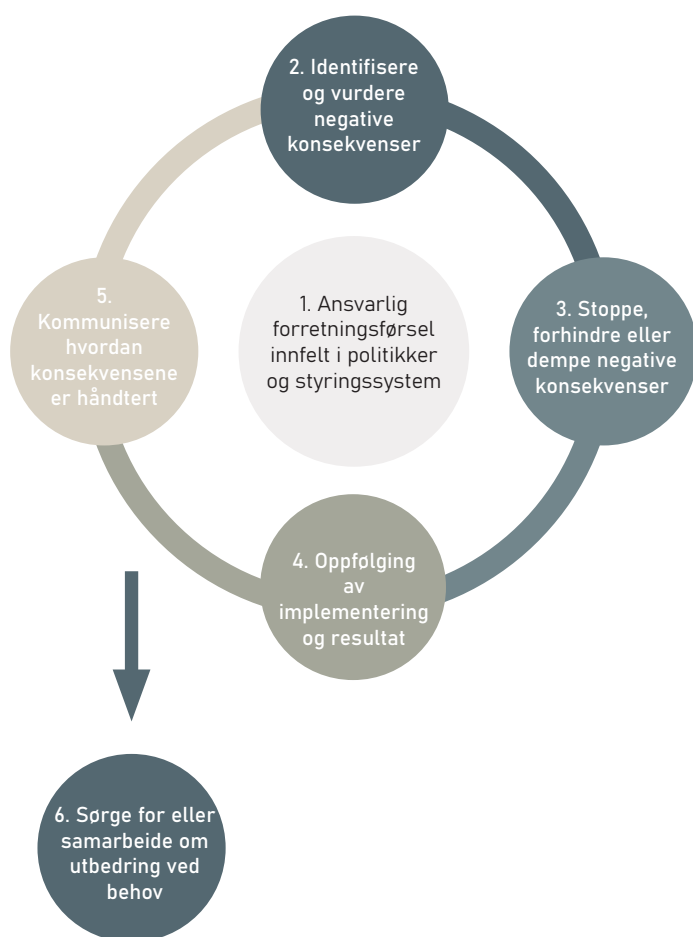 1. Ansvarlig
forretningsførsel
innfelt i politikker
og styringssystem
2. Identifisere
og vurdere
negative
konsekvenser
3. Stoppe,
forhindre eller
dempe negative
konsekvenser
4. Oppfølging
av
implementering
og resultat
5.
Kommunisere
hvordan
konsekvensene
er håndtert
6. Sørge for eller
samarbeide om
utbedring ved
behov